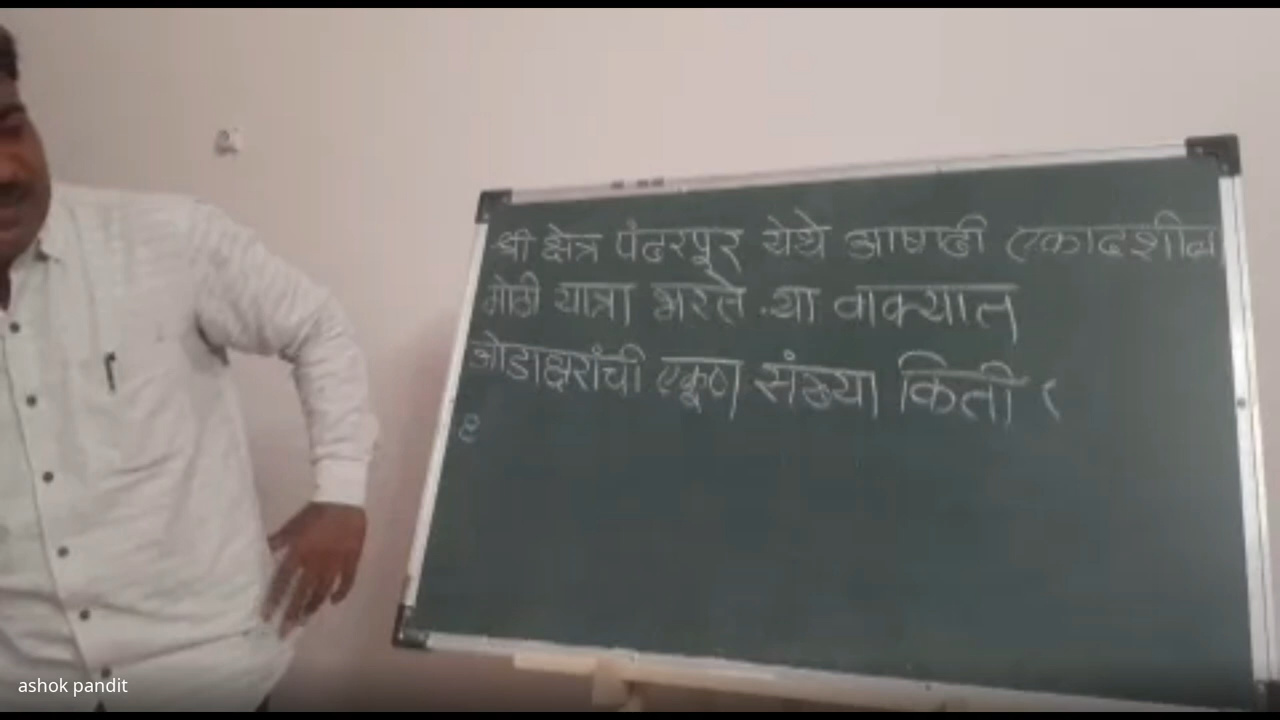 श्री क्षेत्र पंढरपूर येथे आषाढी एकादशीला
मोठी यात्रा भरते . या वाक्यात
जोडाक्षरांची एकूण संख्या किती (
ashok pandit